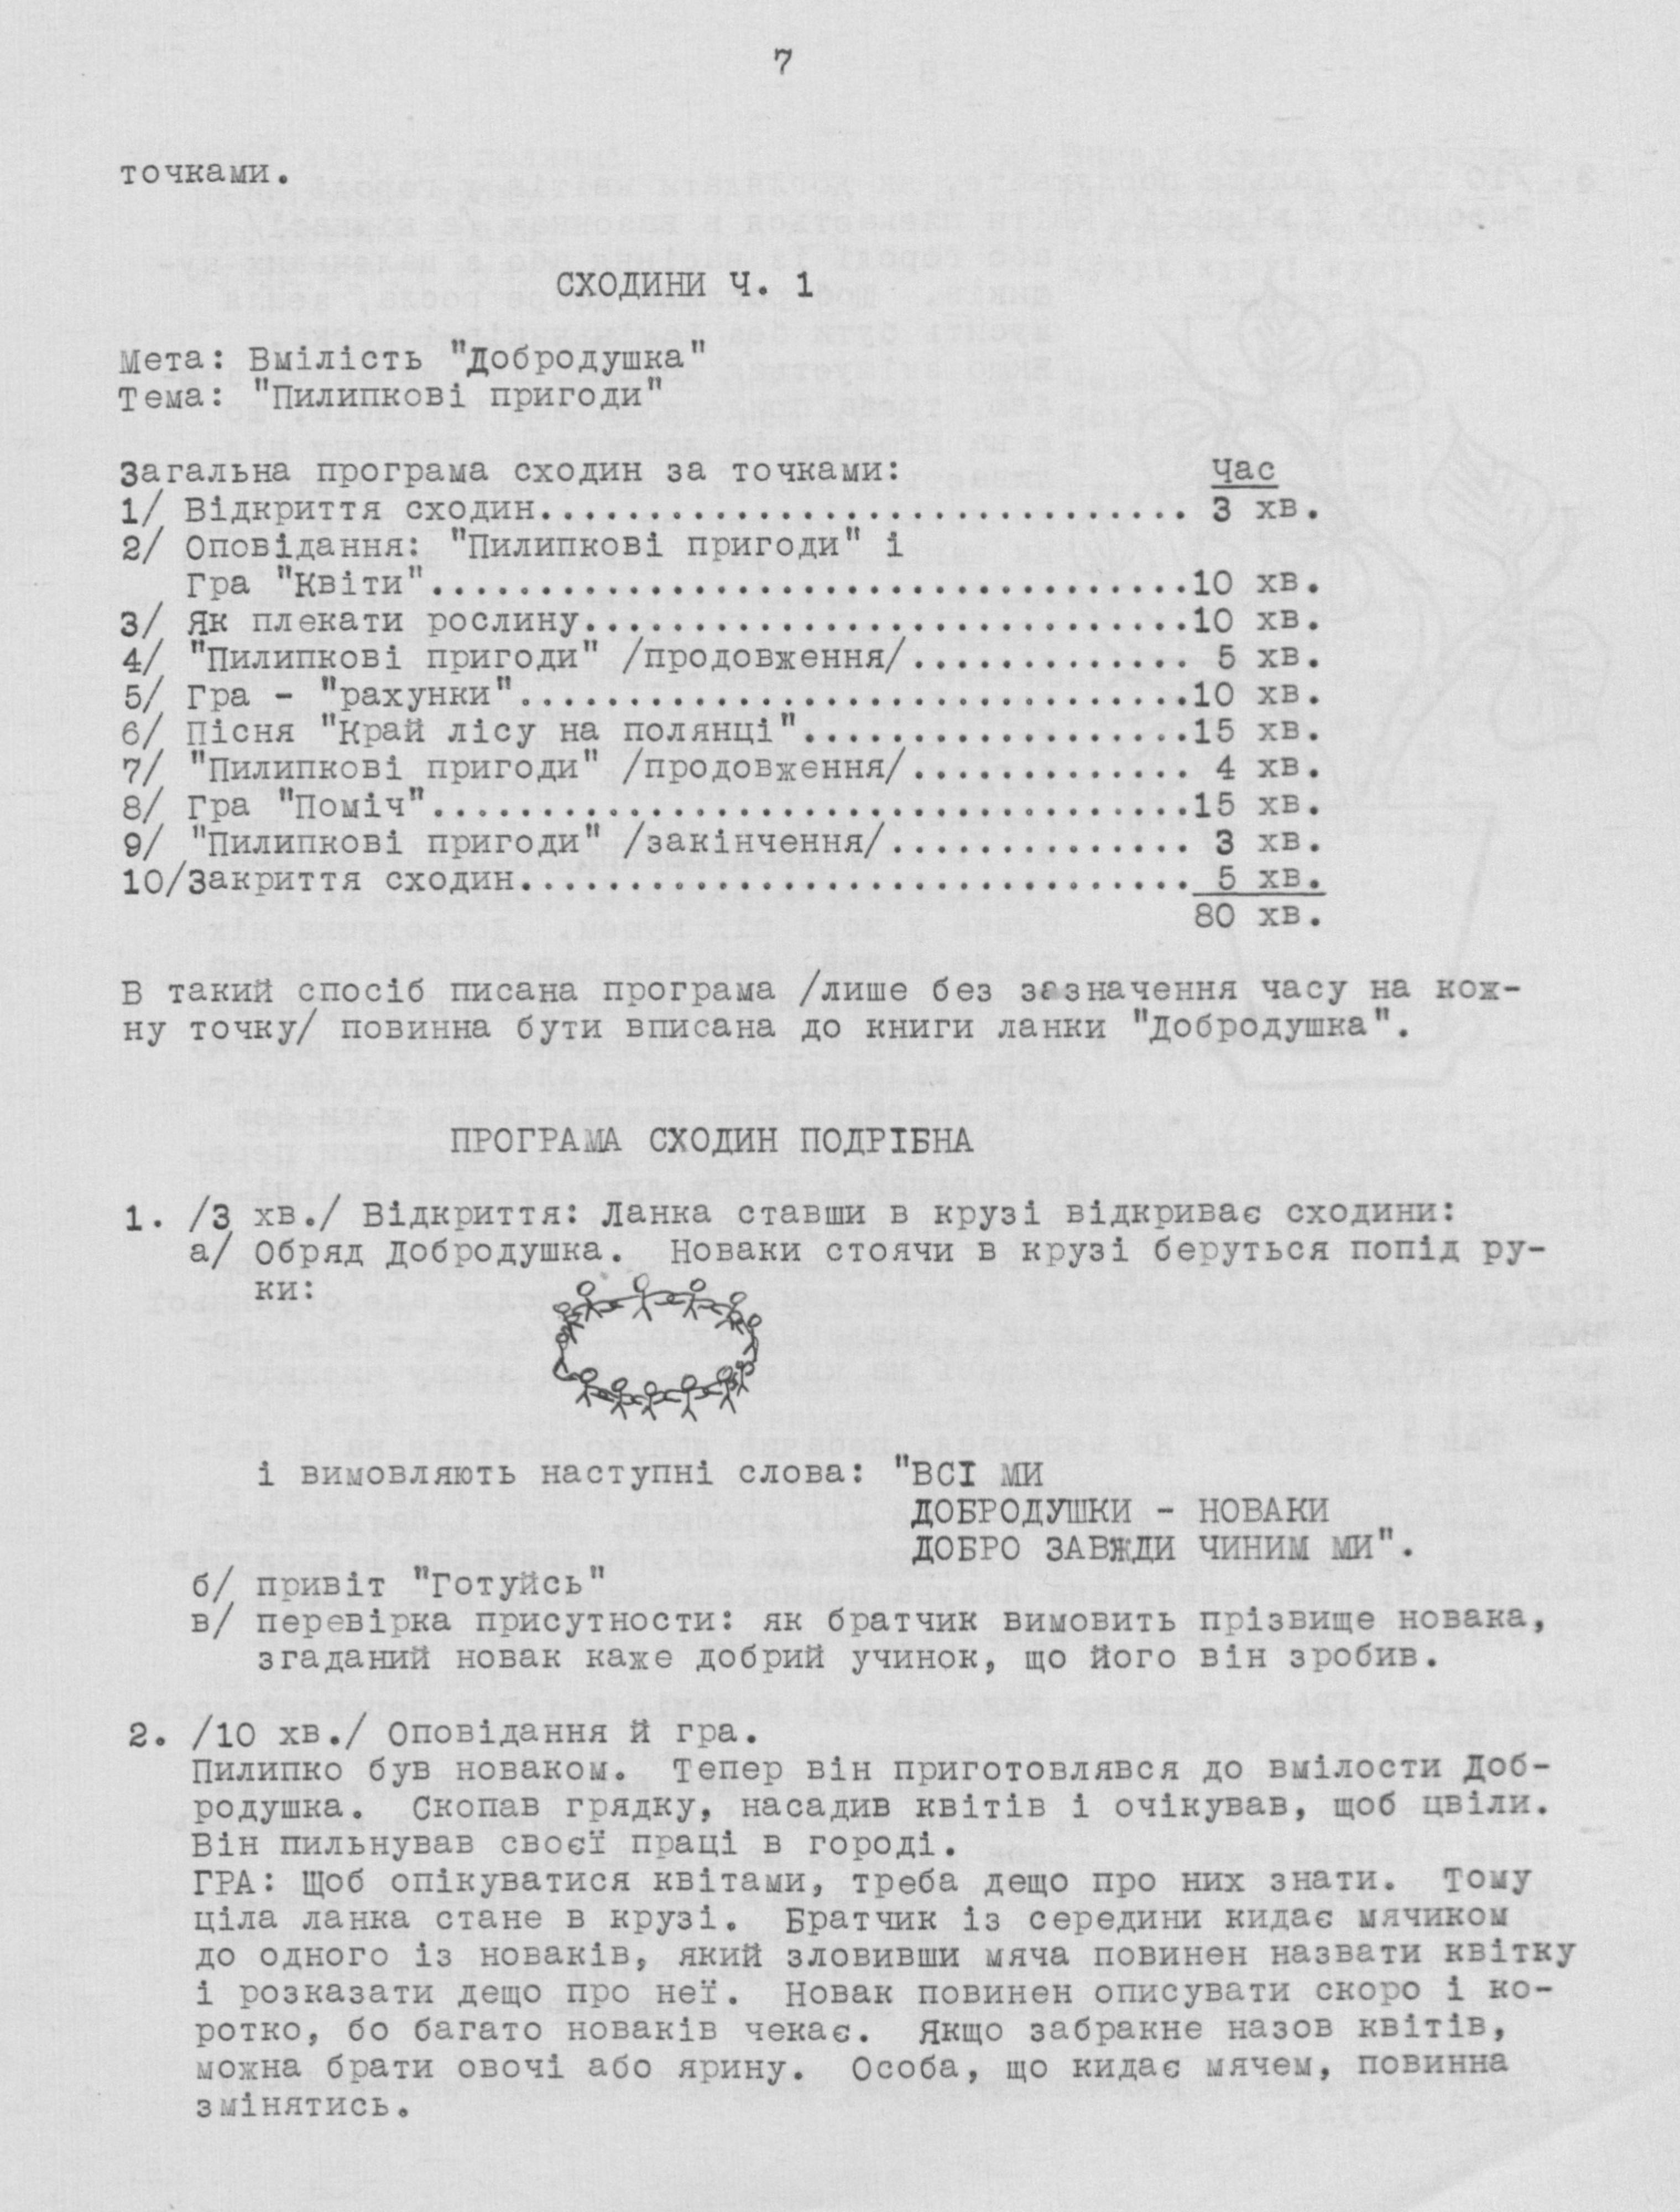 7
точками.
СХОДИНИ Ч. 1
Мета: Вмілість "Добродушка"
Тема: "Пилипкові пригоди"
Загальна програма сходин за точками: Час
1/ Відкриття сходин.............................. 3 хв.
2/ Оповідання: "Пилипкові пригоди" і
Гра "Квіти"...................................10 хв.
3/ Як плекати рослину............................10 хв.
4/ "Пилипкові пригоди" /продовження/............. 5 хв.
5/ Гра - "рахунки"...............................10 хв.
6/ Пісня "Край лісу на полянці"..................15 хв.
7/ "Пилипкові пригоди" /продовження/............. 4 хв.
8/ Гра "Поміч"...................................15 хв.
9/ "Пилипкові пригоди" /закінчення/.............. 3 хв.
10/Закриття сходин............................... 5 хв.
80 хв.
В такий спосіб писана програма /лише без зазначення часу на кож-
ну точку/ повинна бути вписана до книги ланки "Добродушка".
ПРОГРАМА СХОДИН ПОДРІБНА
1. /3 хв./ Відкриття: Ланка ставши в крузі відкриває сходини:
а/ Обряд Добродушка. Новаки стоячи в крузі беруться попід ру-
ки:
і вимовляють наступні слова: "ВСІ МИ
ДОБРОДУШКИ - НОВАКИ
ДОБРО ЗАВЖДИ ЧИНИМ МИ".
б/ привіт "Готуйсь"
в/ перевірка присутности: як братчик вимовить прізвище новака,
згаданий новак каже добрий учинок, що його він зробив.
2. /10 хв./ Оповідання й гра.
Пилипко був новаком. Тепер він приготовлявся до вмілости Доб-
родушка. Скопав грядку, насадив квітів і очікував, щоб цвіли.
Він пильнував своєї праці в городі.
ГРА: Щоб опікуватися квітами, треба дещо про них знати. Тому
ціла ланка стане в крузі. Братчик із середини кидає мячиком
до одного із новаків, який зловивши мяча повинен назвати квітку
і розказати дещо про неї. Новак повинен описувати скоро і ко-
ротко, бо багато новаків чекає. Якщо забракне назов квітів,
можна брати овочі або ярину. Особа, що кидає мячем, повинна
змінятись.